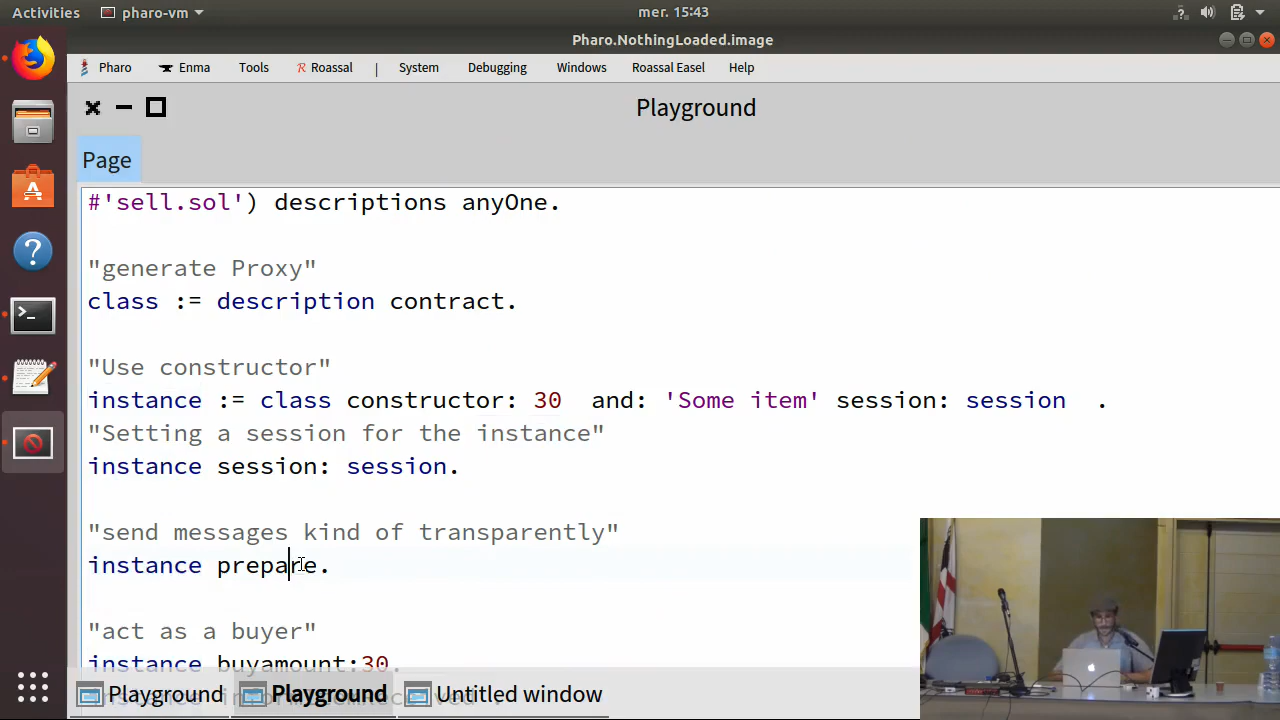 Activities pharo-vm mer. 15:43
Pharo.NothingLoaded.image
Pharo Enma Tools Roassal | System Debugging Windows Roassal Easel Help
Playground
Page
#'sell.sol') descriptions anyOne.
"generate Proxy"
class := description contract.
"Use constructor"
instance := class constructor: 30 and: 'Some item' session: session .
"Setting a session for the instance"
instance session: session.
"send messages kind of transparently"
instance prepare.
"act as a buyer"
instance buyamount:30.
Playground Playground Untitled window